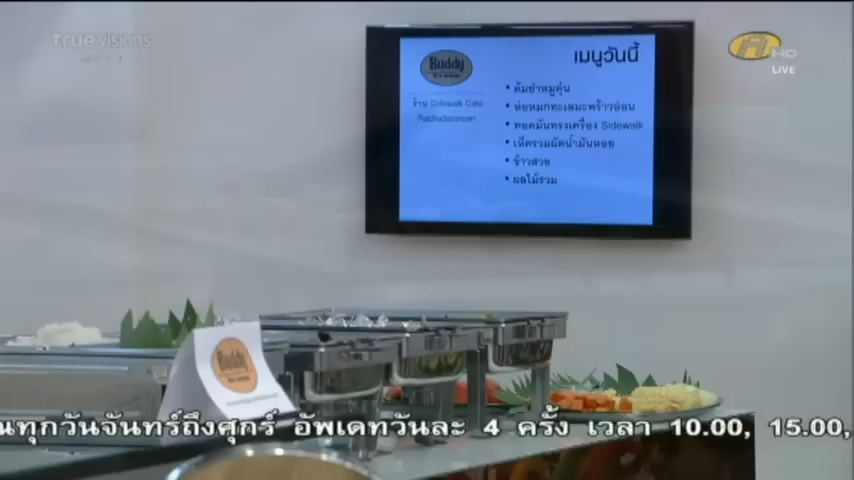 true visions
HD
LIVE
Buddy
Group
เมนูวันนี้
ร้าน Sidewalk Café
Rachadamnoen
• ต้มยำหมูตุ๋น
• ห่อหมกทะเลมะพร้าวอ่อน
• ทอดมันทรงเครื่อง Sidewalk
• เห็ดรวมผัดน้ำมันหอย
• ข้าวสวย
• ผลไม้รวม
Buddy
นทุกวันจันทร์ถึงศุกร์ อัพเดทวันละ 4 ครั้ง เวลา 10.00, 15.00,